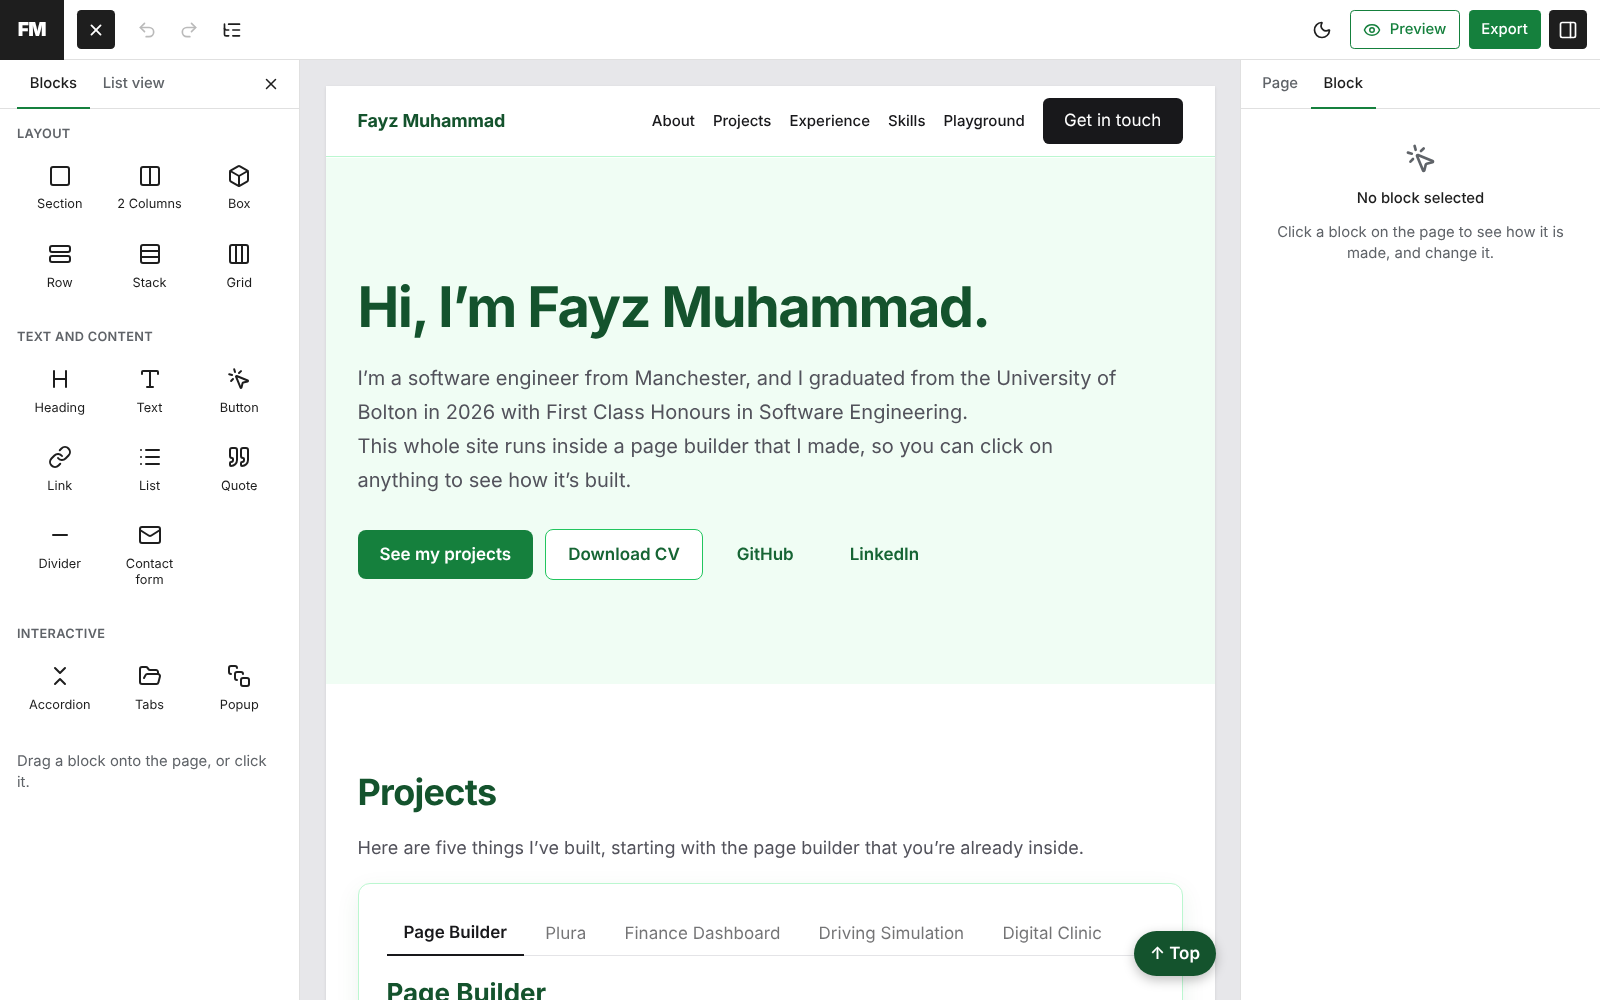 FM
Preview
Export
Blocks
List view
LAYOUT
Section
2 Columns
Box
Row
Stack
Grid
TEXT AND CONTENT
Heading
Text
Button
Link
List
Quote
Divider
Contact
form
INTERACTIVE
Accordion
Tabs
Popup
Drag a block onto the page, or click
it.
Fayz Muhammad
About
Projects
Experience
Skills
Playground
Get in touch
Hi, I’m Fayz Muhammad.
I’m a software engineer from Manchester, and I graduated from the University of
Bolton in 2026 with First Class Honours in Software Engineering.
This whole site runs inside a page builder that I made, so you can click on
anything to see how it’s built.
See my projects
Download CV
GitHub
LinkedIn
Projects
Here are five things I’ve built, starting with the page builder that you’re already inside.
Page Builder
Plura
Finance Dashboard
Driving Simulation
Digital Clinic
Page Builder
↑ Top
Page
Block
No block selected
Click a block on the page to see how it is
made, and change it.